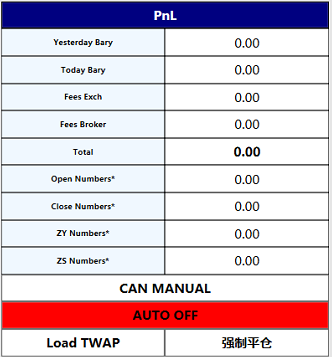 PnL
Yesterday Bary 0.00
Today Bary 0.00
Fees Exch 0.00
Fees Broker 0.00
Total 0.00
Open Numbers* 0.00
Close Numbers* 0.00
ZY Numbers* 0.00
ZS Numbers* 0.00
CAN MANUAL
AUTO OFF
Load TWAP 强制平仓